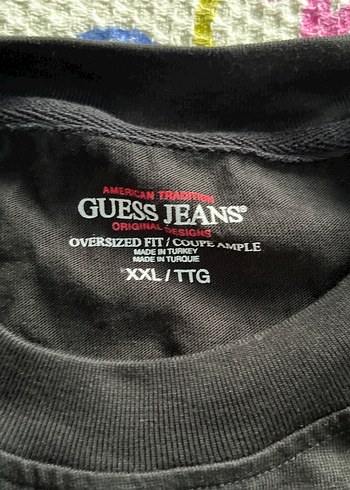 AMERICAN TRADITION
GUESS JEANS®
ORIGINAL DESIGNS
OVERSIZED FIT / COUPE AMPLE
MADE IN TURKEY
MADE IN TURQUIE
XXL / TTG